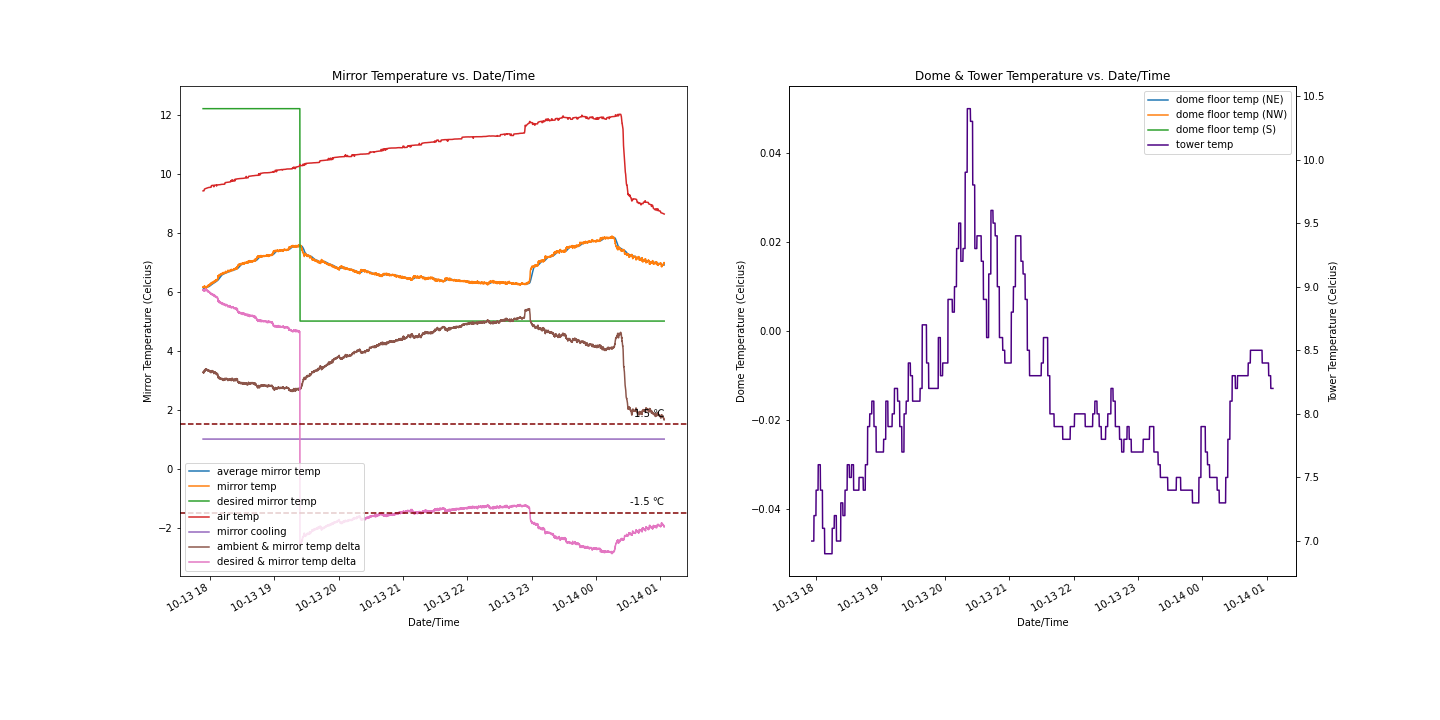 Mirror Temperature vs. Date/Time
Mirror Temperature (Celcius)
12
10
8
6
4
2
0
−2
1.5 °C
-1.5 °C
average mirror temp
mirror temp
desired mirror temp
air temp
mirror cooling
ambient & mirror temp delta
desired & mirror temp delta
10-13 18
10-13 19
10-13 20
10-13 21
10-13 22
10-13 23
10-14 00
10-14 01
Date/Time
Dome & Tower Temperature vs. Date/Time
Dome Temperature (Celcius)
0.04
0.02
0.00
−0.02
−0.04
dome floor temp (NE)
dome floor temp (NW)
dome floor temp (S)
tower temp
10.5
10.0
9.5
9.0
8.5
8.0
7.5
7.0
Tower Temperature (Celcius)
10-13 18
10-13 19
10-13 20
10-13 21
10-13 22
10-13 23
10-14 00
10-14 01
Date/Time